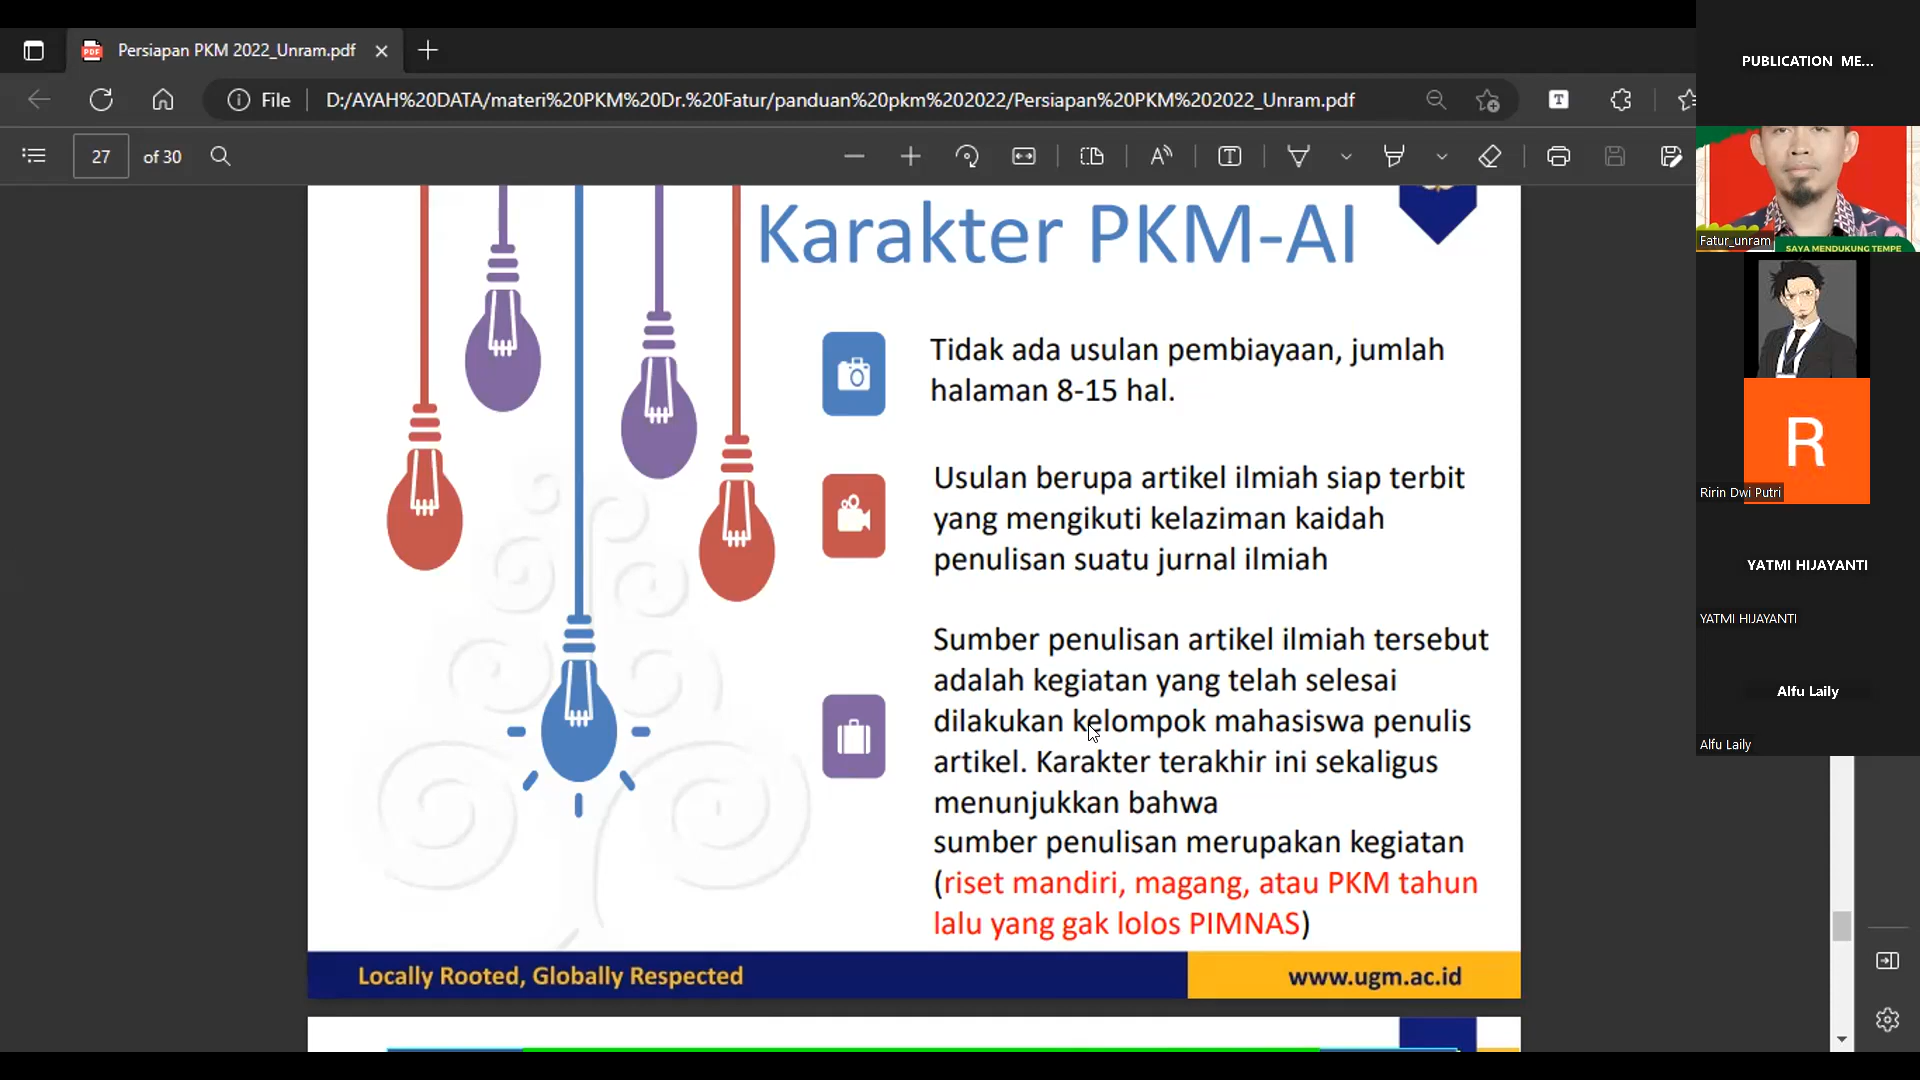 Persiapan PKM 2022_Unram.pdf
File
D:/AYAH%20DATA/materi%20PKM%20Dr.%20Fatur/panduan%20pkm%202022/Persiapan%20PKM%202022_Unram.pdf
27 of 30
Karakter PKM-AI
Tidak ada usulan pembiayaan, jumlah
halaman 8-15 hal.
Usulan berupa artikel ilmiah siap terbit
yang mengikuti kelaziman kaidah
penulisan suatu jurnal ilmiah
Sumber penulisan artikel ilmiah tersebut
adalah kegiatan yang telah selesai
dilakukan kelompok mahasiswa penulis
artikel. Karakter terakhir ini sekaligus
menunjukkan bahwa
sumber penulisan merupakan kegiatan
(riset mandiri, magang, atau PKM tahun
lalu yang gak lolos PIMNAS)
Locally Rooted, Globally Respected
www.ugm.ac.id
PUBLICATION ME...
Fatur_unram
SAYA MENDUKUNG TEMPE
R
Ririn Dwi Putri
YATMI HIJAYANTI
YATMI HIJAYANTI
Alfu Laily
Alfu Laily